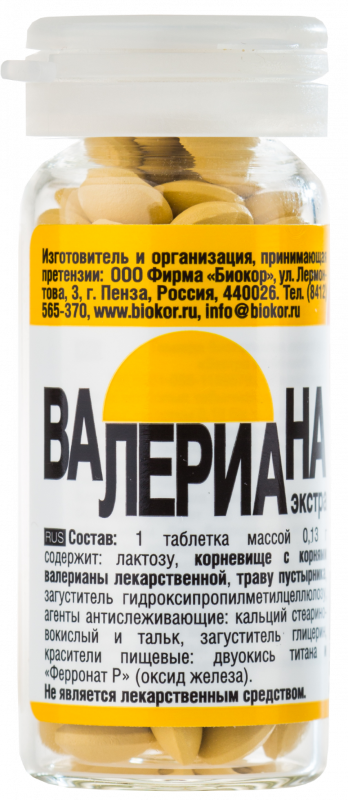 Изготовитель и организация, принимающая
претензии: ООО Фирма «Биокор», ул. Лермон-
това, 3, г. Пенза, Россия, 440026. Тел. (8412)
565-370, www.biokor.ru, info@biokor.ru
ВАЛЕРИАНА
экстра
RUS Состав: 1 таблетка массой 0,13 г
содержит: лактозу, корневище с корнями
валерианы лекарственной, траву пустырника,
загуститель гидроксипропилметилцеллюлозу,
агенты антислеживающие: кальций стеарино-
вокислый и тальк, загуститель глицерин,
красители пищевые: двуокись титана и
«Ферронат Р» (оксид железа).
Не является лекарственным средством.